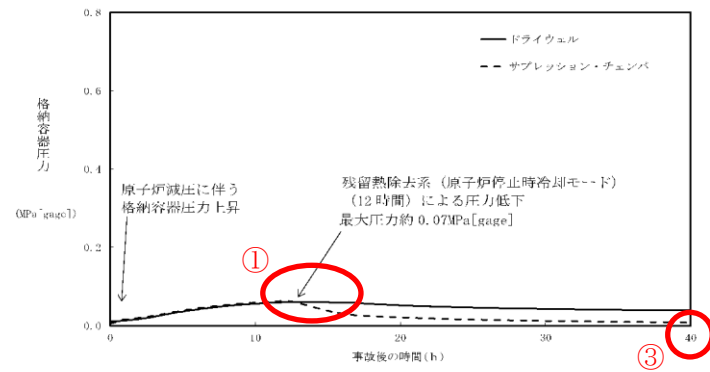 0.8
0.6
0.4
0.2
0.0
格納容器圧力
(MPa[gage])
ドライウェル
サプレッション・チェンバ
原子炉減圧に伴う
格納容器圧力上昇
残留熱除去系（原子炉停止時冷却モード）
（12時間）による圧力低下
最大圧力約0.07MPa[gage]
①
③
0
10
20
30
40
事故後の時間(h)